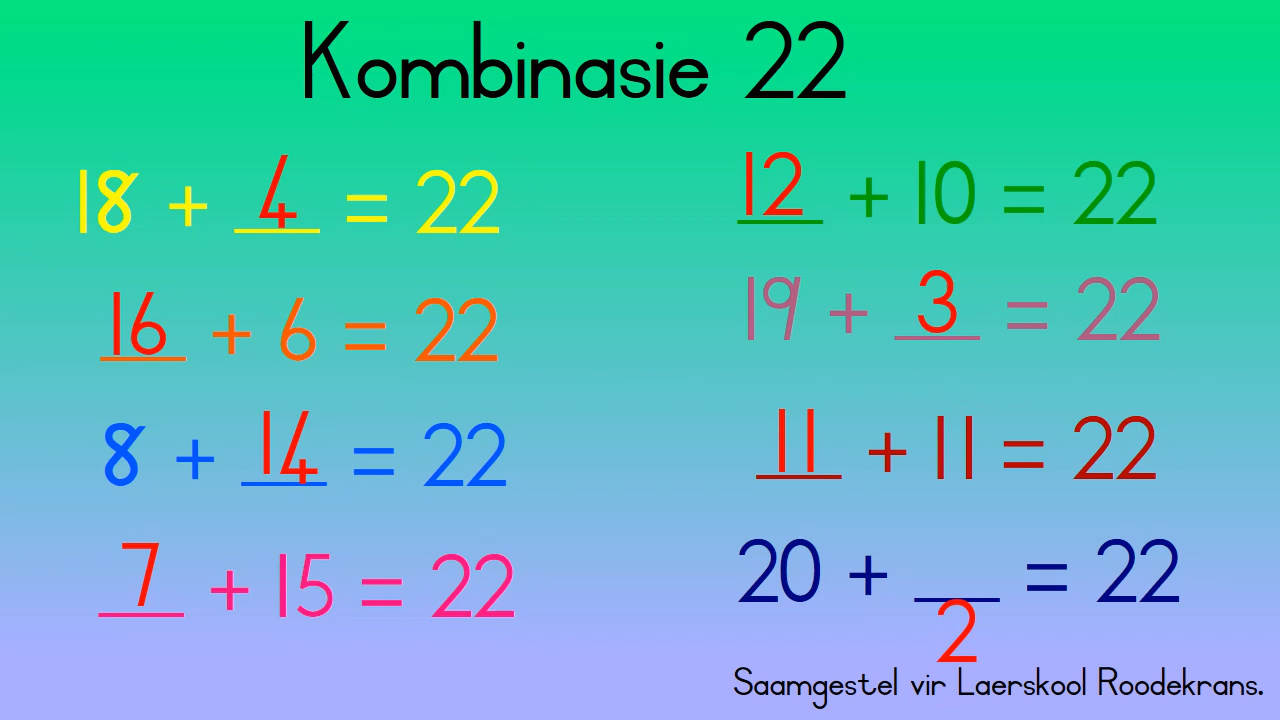 Kombinasie 22
18 + 4 = 22
12 + 10 = 22
16 + 6 = 22
19 + 3 = 22
8 + 14 = 22
11 + 11 = 22
7 + 15 = 22
20 + 2 = 22
Saamgestel vir Laerskool Roodekrans.